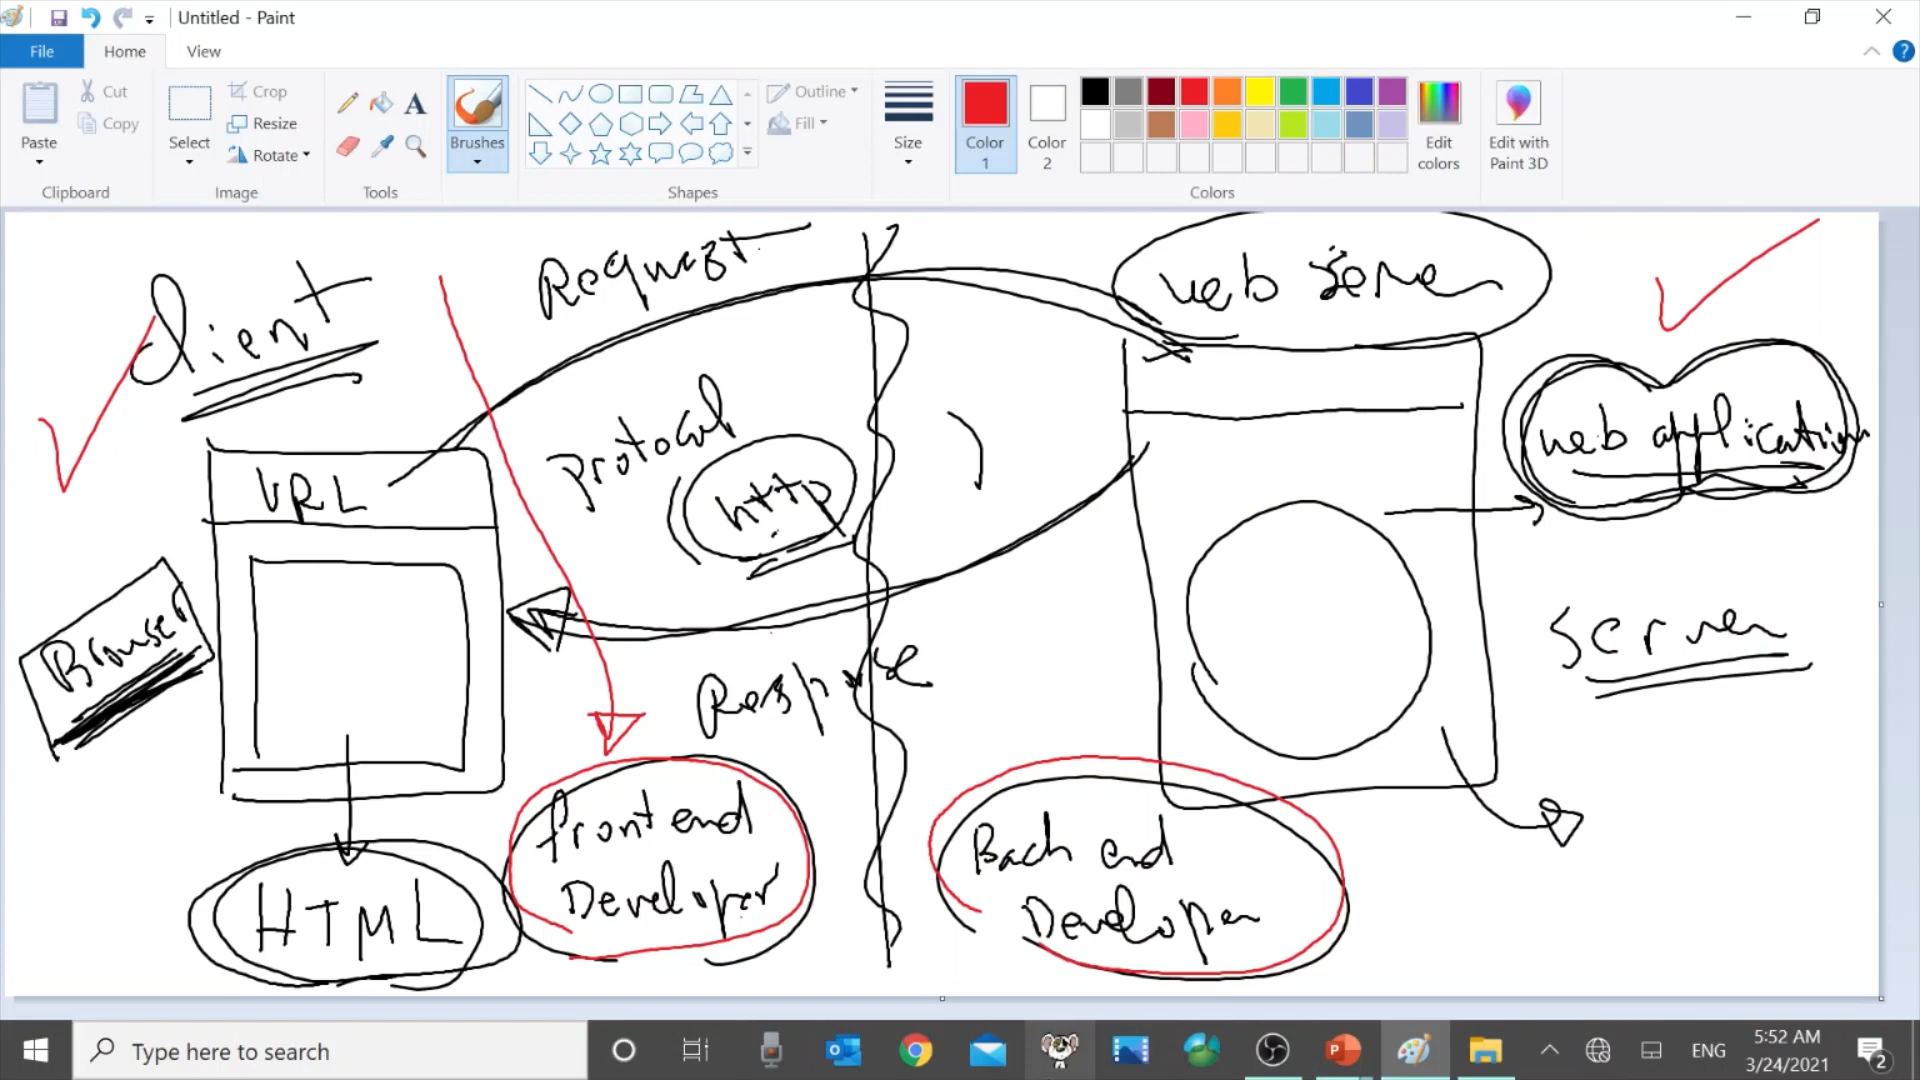 Untitled - Paint
File
Home
View
Paste
Cut
Copy
Clipboard
Select
Crop
Resize
Rotate
Image
Tools
Brushes
Shapes
Outline
Fill
Size
Color
1
Color
2
Colors
Edit
colors
Edit with
Paint 3D
Client
Request
web server
Protocol
http
URL
web application
Browser
Server
Response
Front end
Developer
Back end
Developer
HTML
Type here to search
ENG
5:52 AM
3/24/2021
2